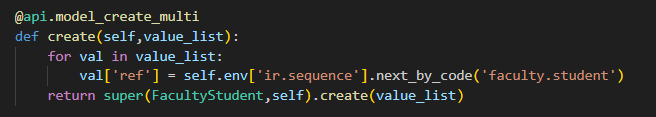 @api.model_create_multi
def create(self,value_list):
    for val in value_list:
        val['ref'] = self.env['ir.sequence'].next_by_code('faculty.student')
    return super(FacultyStudent,self).create(value_list)